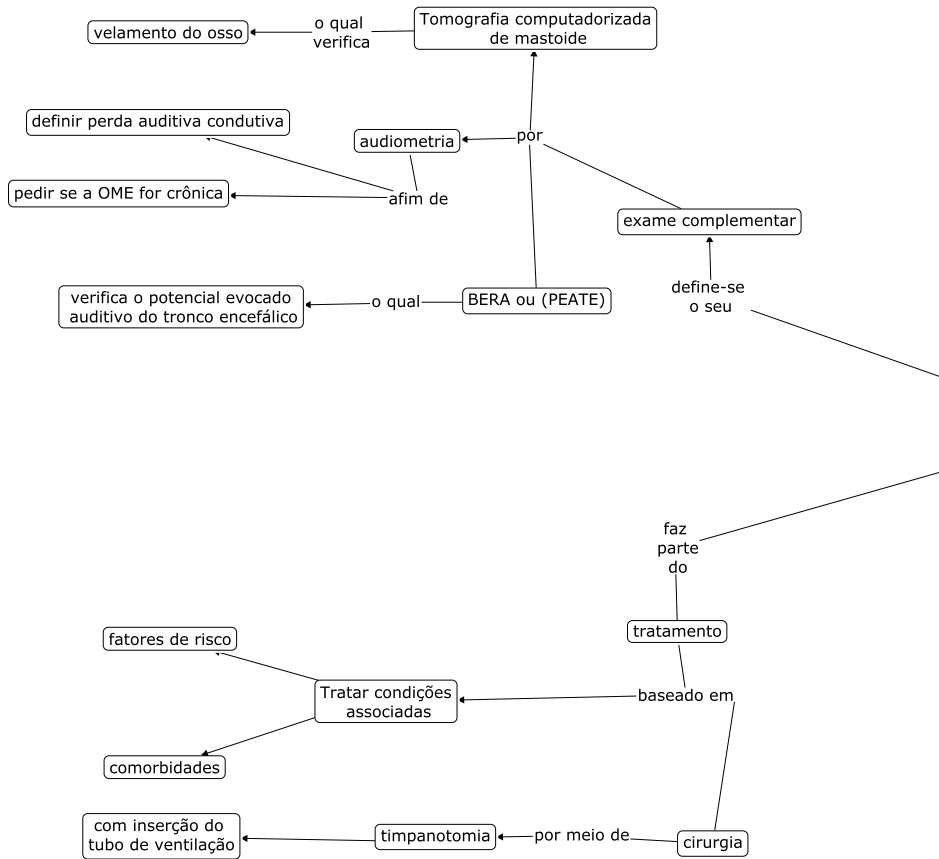 Tomografia computadorizada
de mastoide
o qual
verifica
velamento do osso
definir perda auditiva condutiva
audiometria
por
pedir se a OME for crônica
afim de
exame complementar
define-se
o seu
verifica o potencial evocado
auditivo do tronco encefálico
o qual
BERA ou (PEATE)
faz
parte
do
tratamento
fatores de risco
Tratar condições
associadas
baseado em
comorbidades
com inserção do
tubo de ventilação
timpanotomia
por meio de
cirurgia